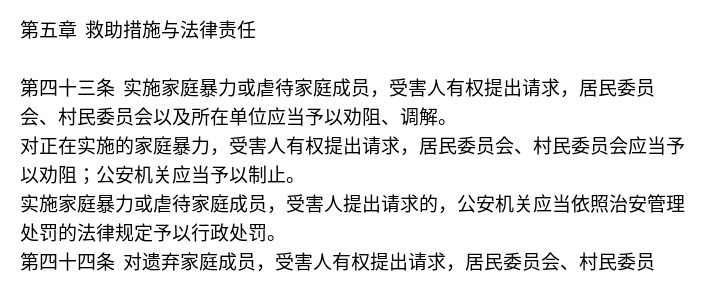 第五章 救助措施与法律责任
第四十三条 实施家庭暴力或虐待家庭成员，受害人有权提出请求，居民委员
会、村民委员会以及所在单位应当予以劝阻、调解。
对正在实施的家庭暴力，受害人有权提出请求，居民委员会、村民委员会应当予
以劝阻；公安机关应当予以制止。
实施家庭暴力或虐待家庭成员，受害人提出请求的，公安机关应当依照治安管理
处罚的法律规定予以行政处罚。
第四十四条 对遗弃家庭成员，受害人有权提出请求，居民委员会、村民委员